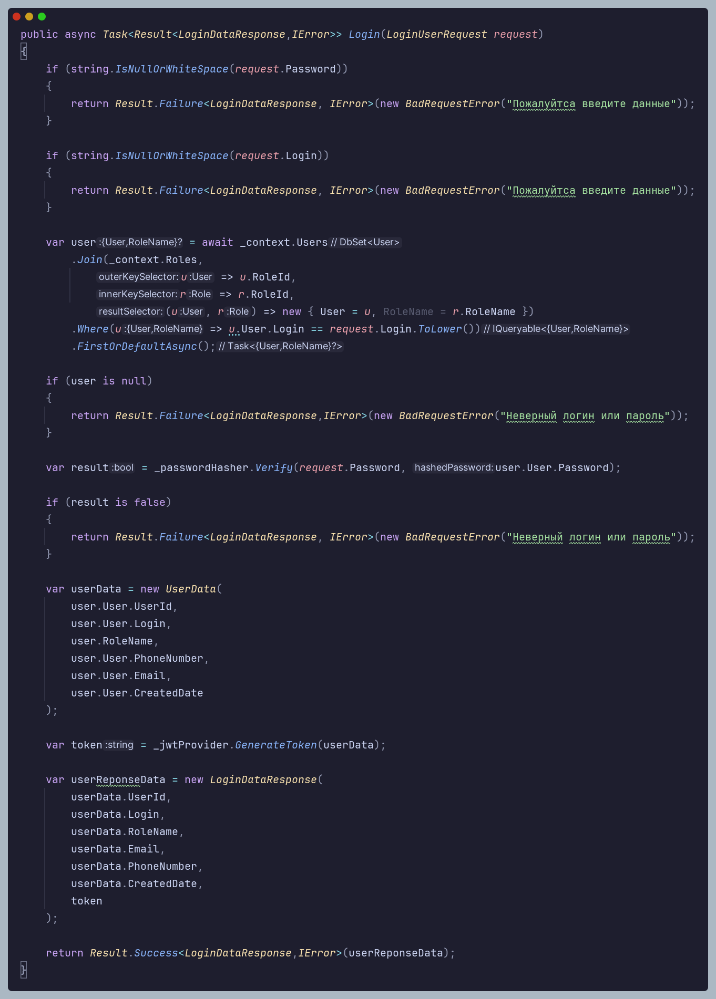 public async Task<Result<LoginDataResponse,IError>> Login(LoginUserRequest request)
{
if (string.IsNullOrWhiteSpace(request.Password))
{
return Result.Failure<LoginDataResponse, IError>(new BadRequestError("Пожалуйтса введите данные"));
}
if (string.IsNullOrWhiteSpace(request.Login))
{
return Result.Failure<LoginDataResponse, IError>(new BadRequestError("Пожалуйтса введите данные"));
}
var user :{User,RoleName}? = await _context.Users // DbSet<User>
.Join(_context.Roles,
outerKeySelector: u :User => u.RoleId,
innerKeySelector: r :Role => r.RoleId,
resultSelector: (u :User, r :Role) => new { User = u, RoleName = r.RoleName })
.Where(u :{User,RoleName} => u.User.Login == request.Login.ToLower()) // IQueryable<{User,RoleName}>
.FirstOrDefaultAsync(); // Task<{User,RoleName}?>
if (user is null)
{
return Result.Failure<LoginDataResponse,IError>(new BadRequestError("Неверный логин или пароль"));
}
var result :bool = _passwordHasher.Verify(request.Password, hashedPassword: user.User.Password);
if (result is false)
{
return Result.Failure<LoginDataResponse, IError>(new BadRequestError("Неверный логин или пароль"));
}
var userData = new UserData(
user.User.UserId,
user.User.Login,
user.RoleName,
user.User.PhoneNumber,
user.User.Email,
user.User.CreatedDate
);
var token :string = _jwtProvider.GenerateToken(userData);
var userReponseData = new LoginDataResponse(
userData.UserId,
userData.Login,
userData.RoleName,
userData.Email,
userData.PhoneNumber,
userData.CreatedDate,
token
);
return Result.Success<LoginDataResponse,IError>(userReponseData);
}